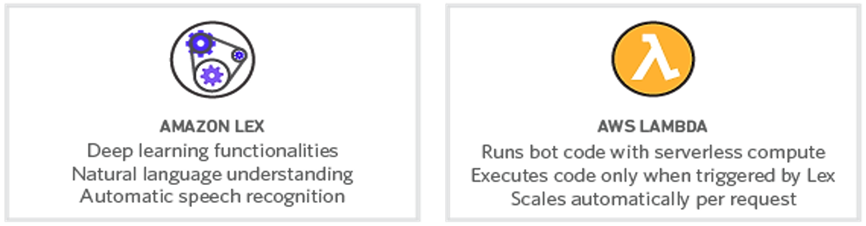 AMAZON LEX
Deep learning functionalities
Natural language understanding
Automatic speech recognition
AWS LAMBDA
Runs bot code with serverless compute
Executes code only when triggered by Lex
Scales automatically per request